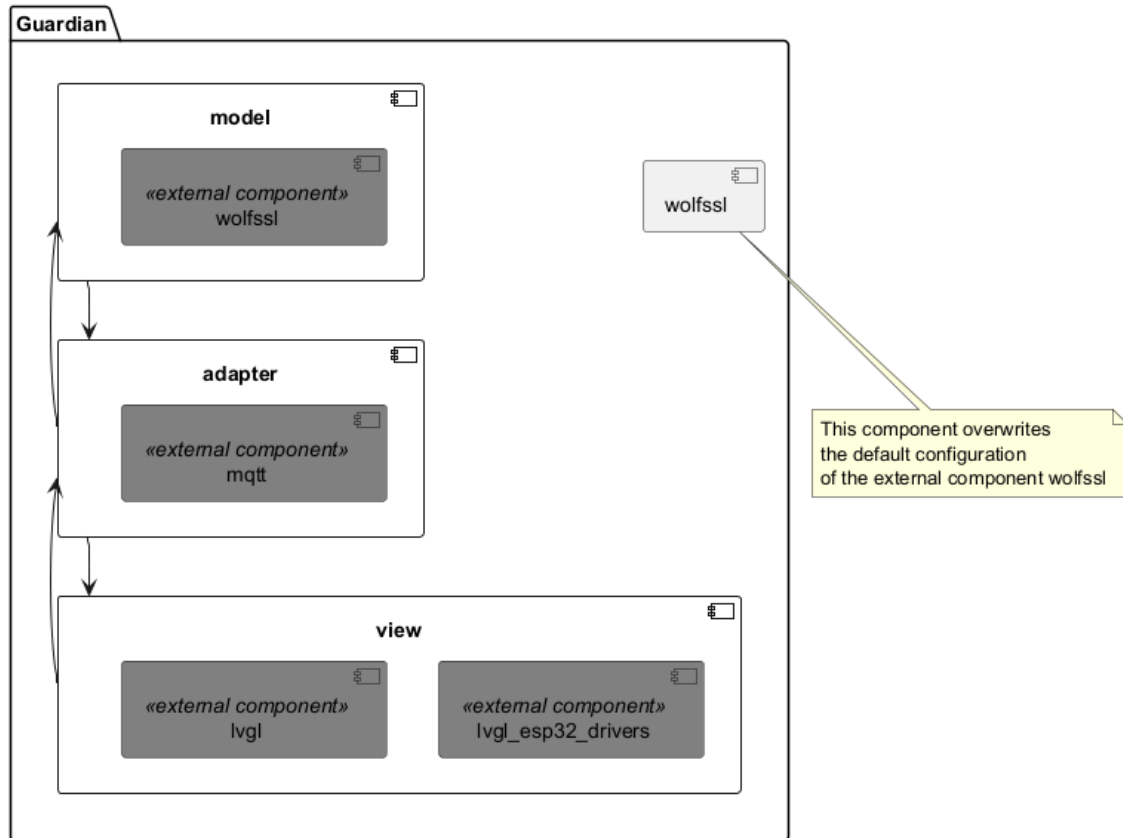 Guardian
model
«external component»
wolfssl
wolfssl
adapter
«external component»
mqtt
This component overwrites
the default configuration
of the external component wolfssl
view
«external component»
lvgl
«external component»
lvgl_esp32_drivers